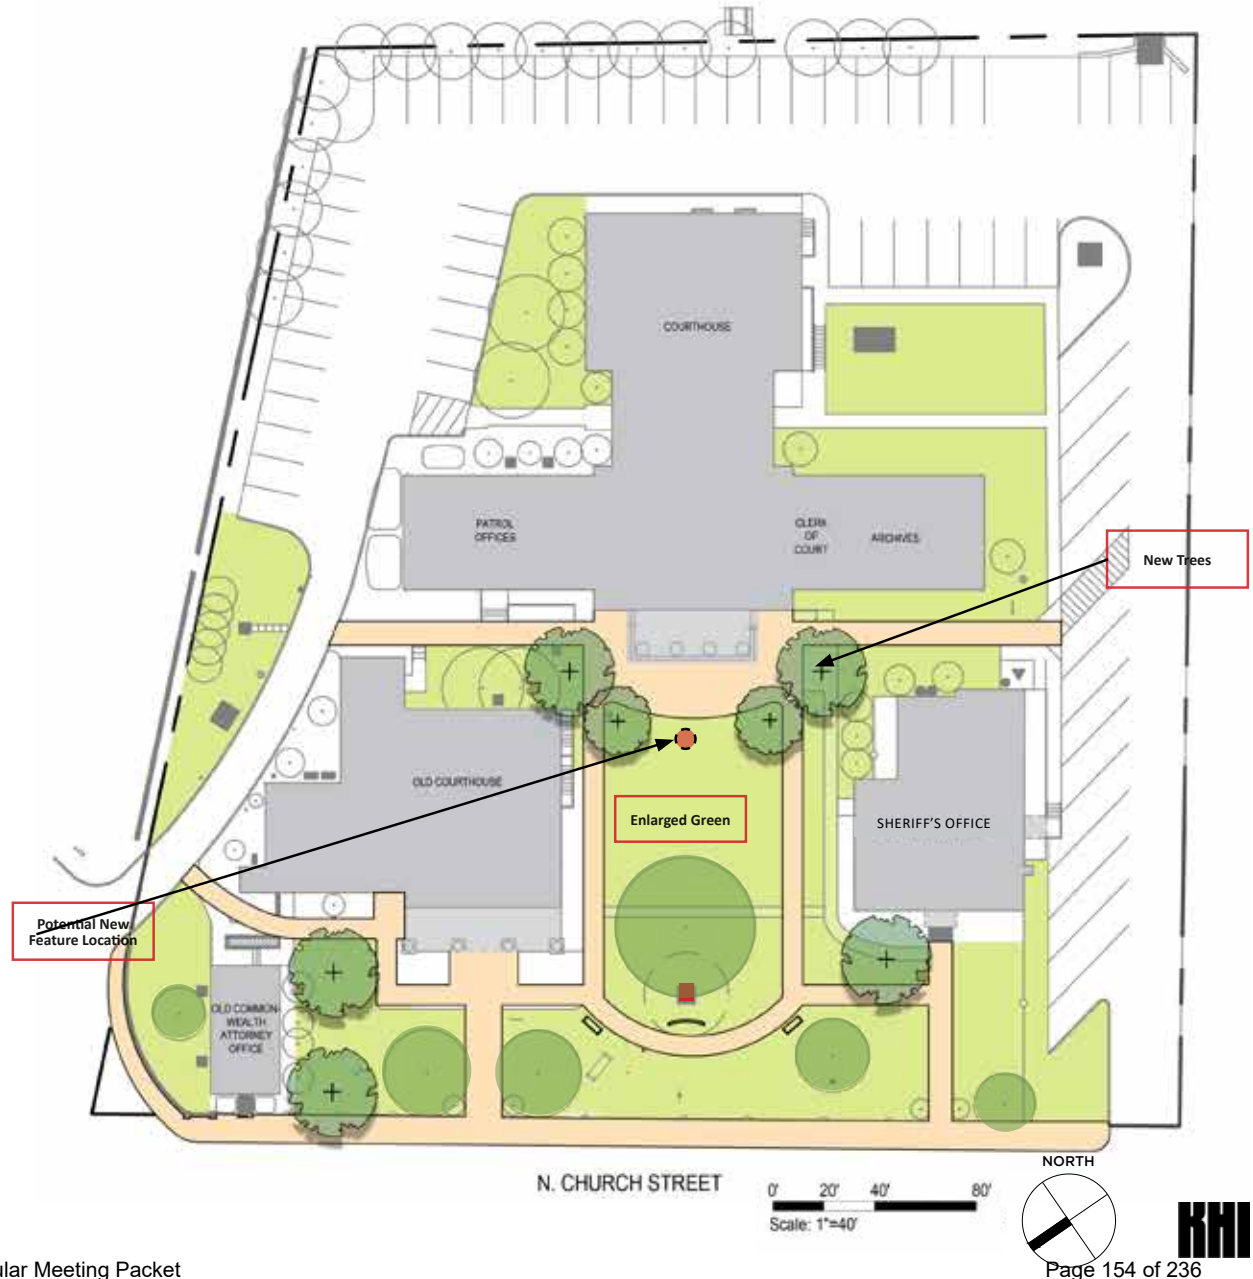 COURTHOUSE
PATROL
OFFICES
CLERK
OF
COURT
ARCHIVES
New Trees
OLD COURTHOUSE
Enlarged Green
SHERIFF'S OFFICE
Potential New
Feature Location
OLD COMMON-
WEALTH
ATTORNEY
OFFICE
N. CHURCH STREET
0' 20' 40' 80'
Scale: 1"=40'
NORTH
ular Meeting Packet
Page 154 of 236